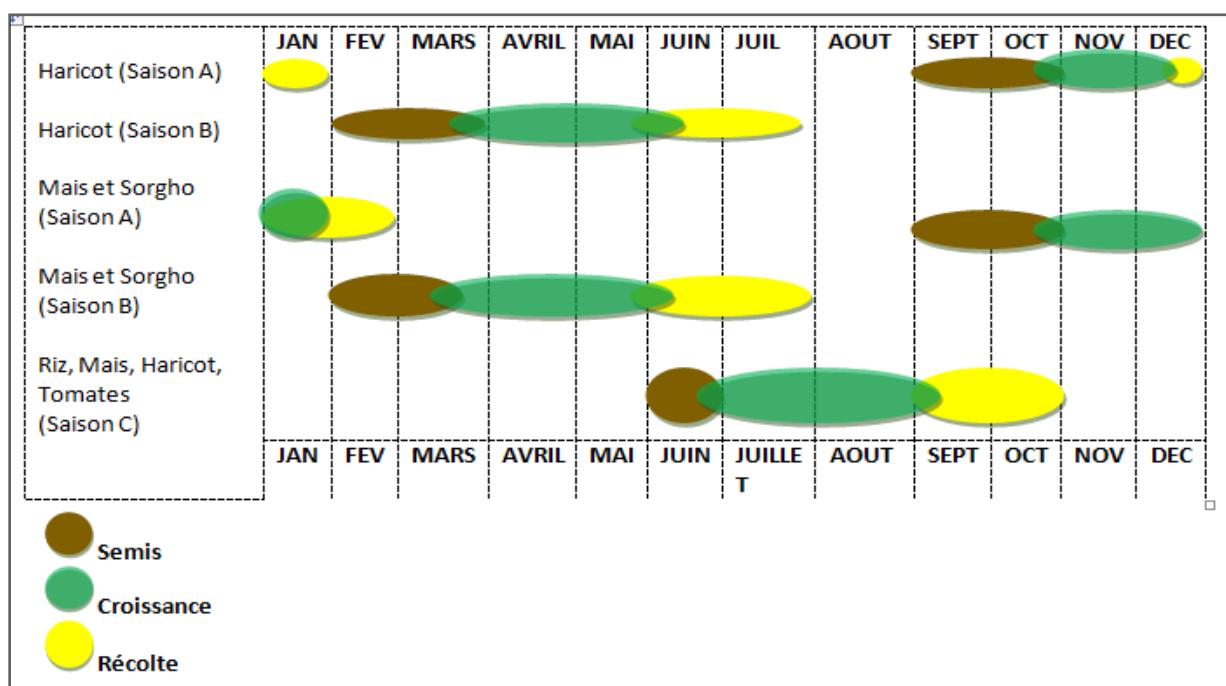 JAN FEV MARS AVRIL MAI JUIN JUIL AOUT SEPT OCT NOV DEC
Haricot (Saison A)
Haricot (Saison B)
Mais et Sorgho
(Saison A)
Mais et Sorgho
(Saison B)
Riz, Mais, Haricot,
Tomates
(Saison C)
JAN FEV MARS AVRIL MAI JUIN JUILLE AOUT SEPT OCT NOV DEC
T
Semis
Croissance
Récolte